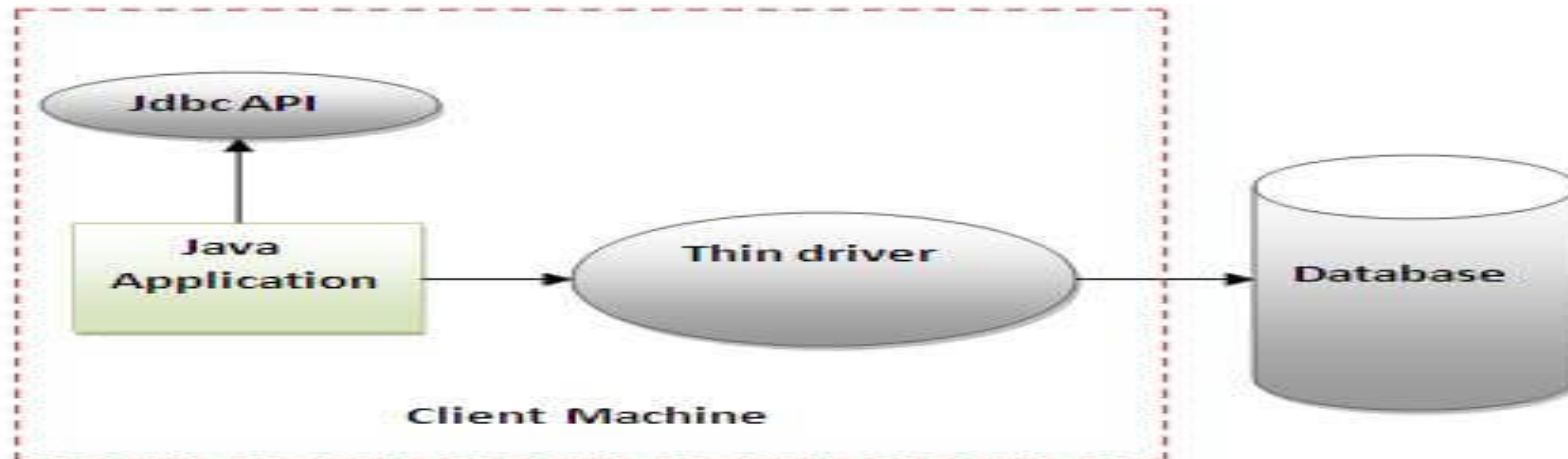 Jdbc API
Java
Application
Thin driver
Database
Client Machine